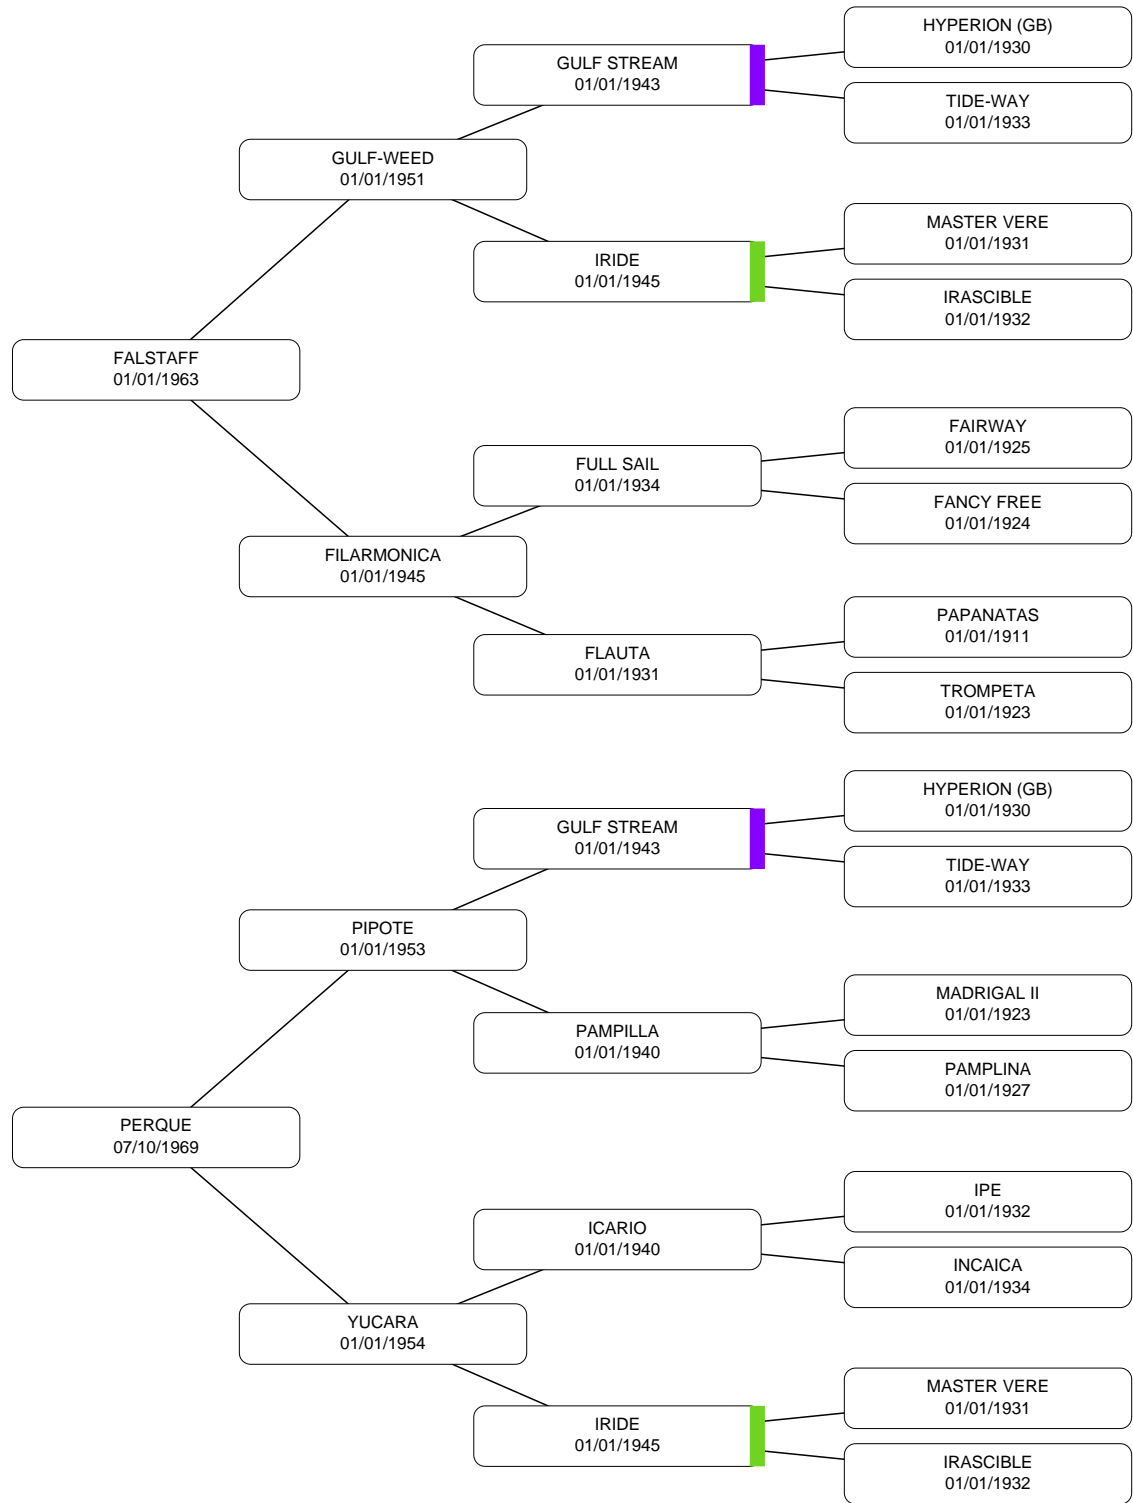 HYPERION (GB)
01/01/1930
GULF STREAM
01/01/1943
TIDE-WAY
01/01/1933
GULF-WEED
01/01/1951
MASTER VERE
01/01/1931
IRIDE
01/01/1945
IRASCIBLE
01/01/1932
FALSTAFF
01/01/1963
FAIRWAY
01/01/1925
FULL SAIL
01/01/1934
FANCY FREE
01/01/1924
FILARMONICA
01/01/1945
PAPANATAS
01/01/1911
FLAUTA
01/01/1931
TROMPETA
01/01/1923
HYPERION (GB)
01/01/1930
GULF STREAM
01/01/1943
TIDE-WAY
01/01/1933
PIPOTE
01/01/1953
MADRIGAL II
01/01/1923
PAMPILLA
01/01/1940
PAMPLINA
01/01/1927
PERQUE
07/10/1969
IPE
01/01/1932
ICARIO
01/01/1940
INCAICA
01/01/1934
YUCARA
01/01/1954
MASTER VERE
01/01/1931
IRIDE
01/01/1945
IRASCIBLE
01/01/1932